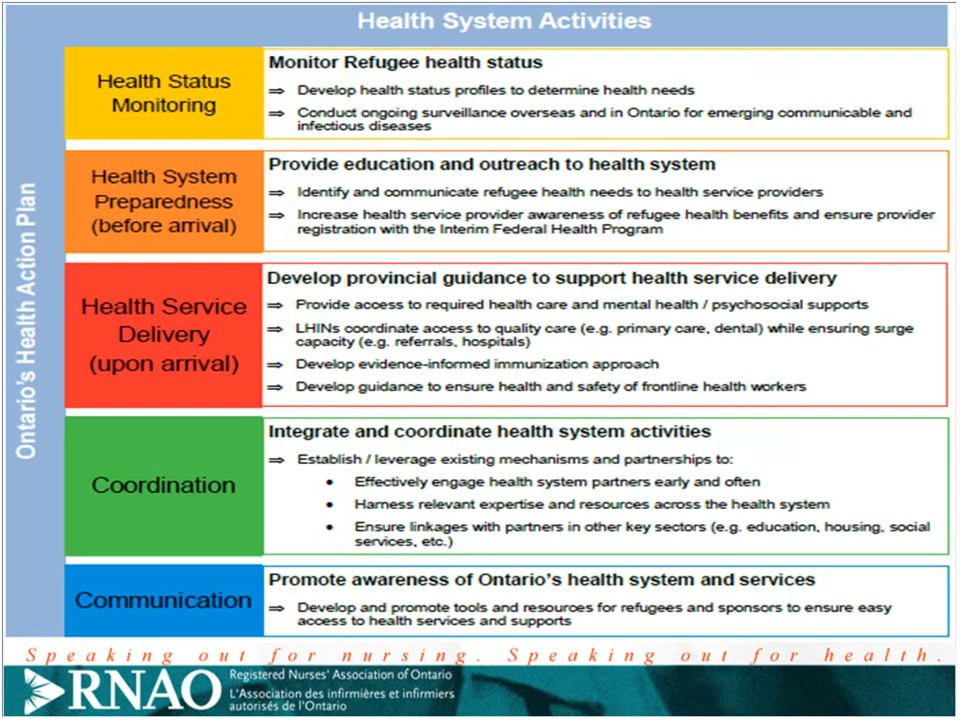 Health System Activities
Ontario's Health Action Plan
Health Status
Monitoring
Monitor Refugee health status
⇒ Develop health status profiles to determine health needs
⇒ Conduct ongoing surveillance overseas and in Ontario for emerging communicable and
infectious diseases
Health System
Preparedness
(before arrival)
Provide education and outreach to health system
⇒ Identify and communicate refugee health needs to health service providers
⇒ Increase health service provider awareness of refugee health benefits and ensure provider
registration with the Interim Federal Health Program
Health Service
Delivery
(upon arrival)
Develop provincial guidance to support health service delivery
⇒ Provide access to required health care and mental health / psychosocial supports
⇒ LHINs coordinate access to quality care (e.g. primary care, dental) while ensuring surge
capacity (e.g. referrals, hospitals)
⇒ Develop evidence-informed immunization approach
⇒ Develop guidance to ensure health and safety of frontline health workers
Coordination
Integrate and coordinate health system activities
⇒ Establish / leverage existing mechanisms and partnerships to:
• Effectively engage health system partners early and often
• Harness relevant expertise and resources across the health system
• Ensure linkages with partners in other key sectors (e.g. education, housing, social
services, etc.)
Communication
Promote awareness of Ontario's health system and services
⇒ Develop and promote tools and resources for refugees and sponsors to ensure easy
access to health services and supports
Speaking out for nursing. Speaking out for health.
RNAO
Registered Nurses' Association of Ontario
L'Association des infirmières et infirmiers
autorisés de l'Ontario